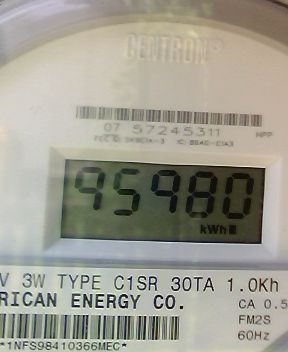 CENTRON®
07 57245311 NPP
95980
kWh
V 3W TYPE C1SR 30TA 1.0Kh
RICAN ENERGY CO. CA 0.5
FM2S
*1NFS98410366MEC* 60Hz